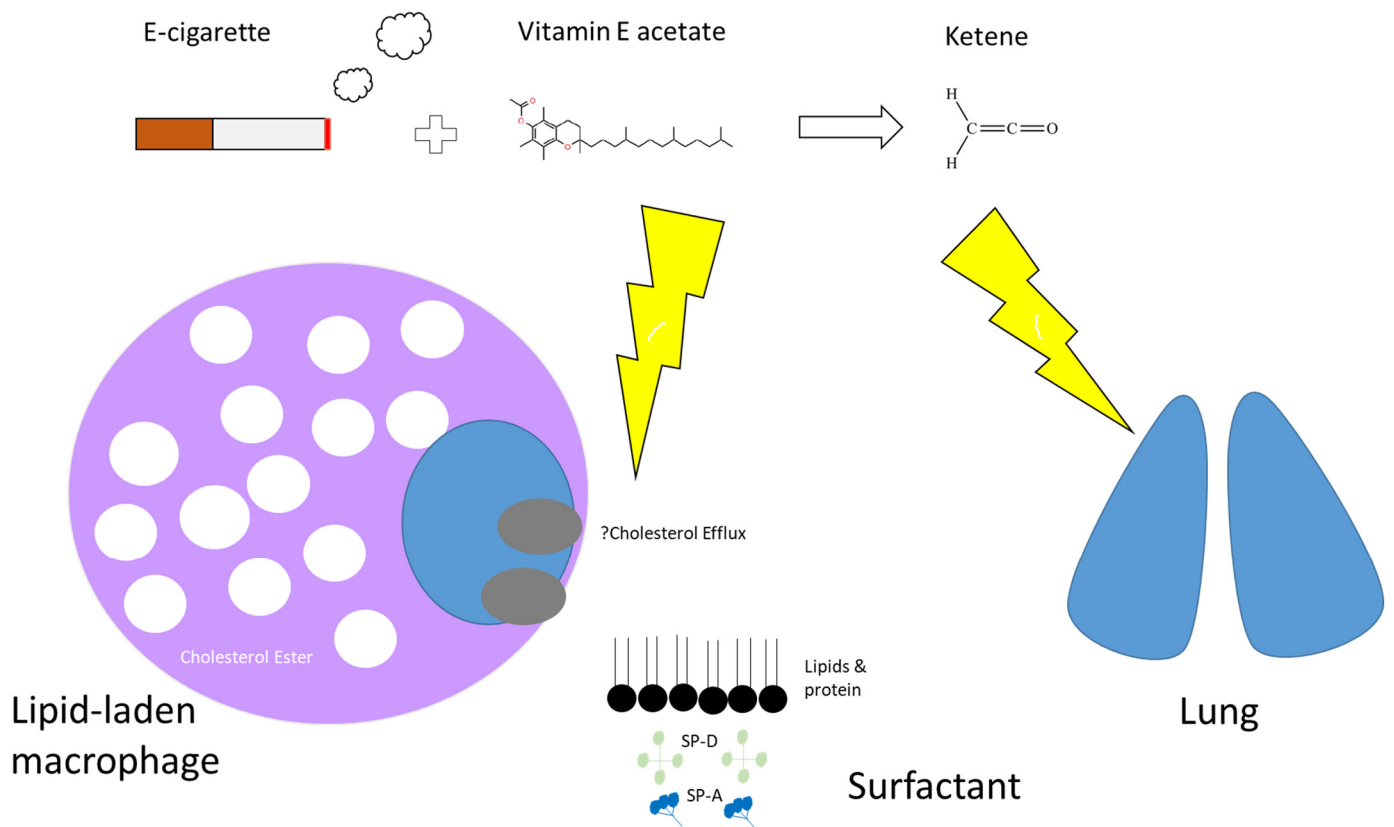 E-cigarette
Vitamin E acetate
Ketene
O
O
O
H
C
C
O
H
?Cholesterol Efflux
Cholesterol Ester
Lipids &
protein
Lipid-laden
macrophage
Lung
SP-D
SP-A
Surfactant